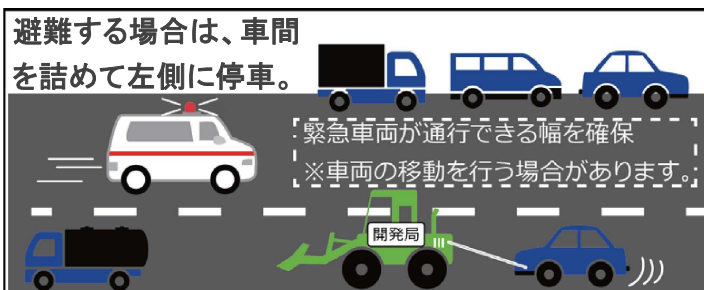 避難する場合は、車間
を詰めて左側に停車。
緊急車両が通行できる幅を確保
※車両の移動を行う場合があります。
開発局